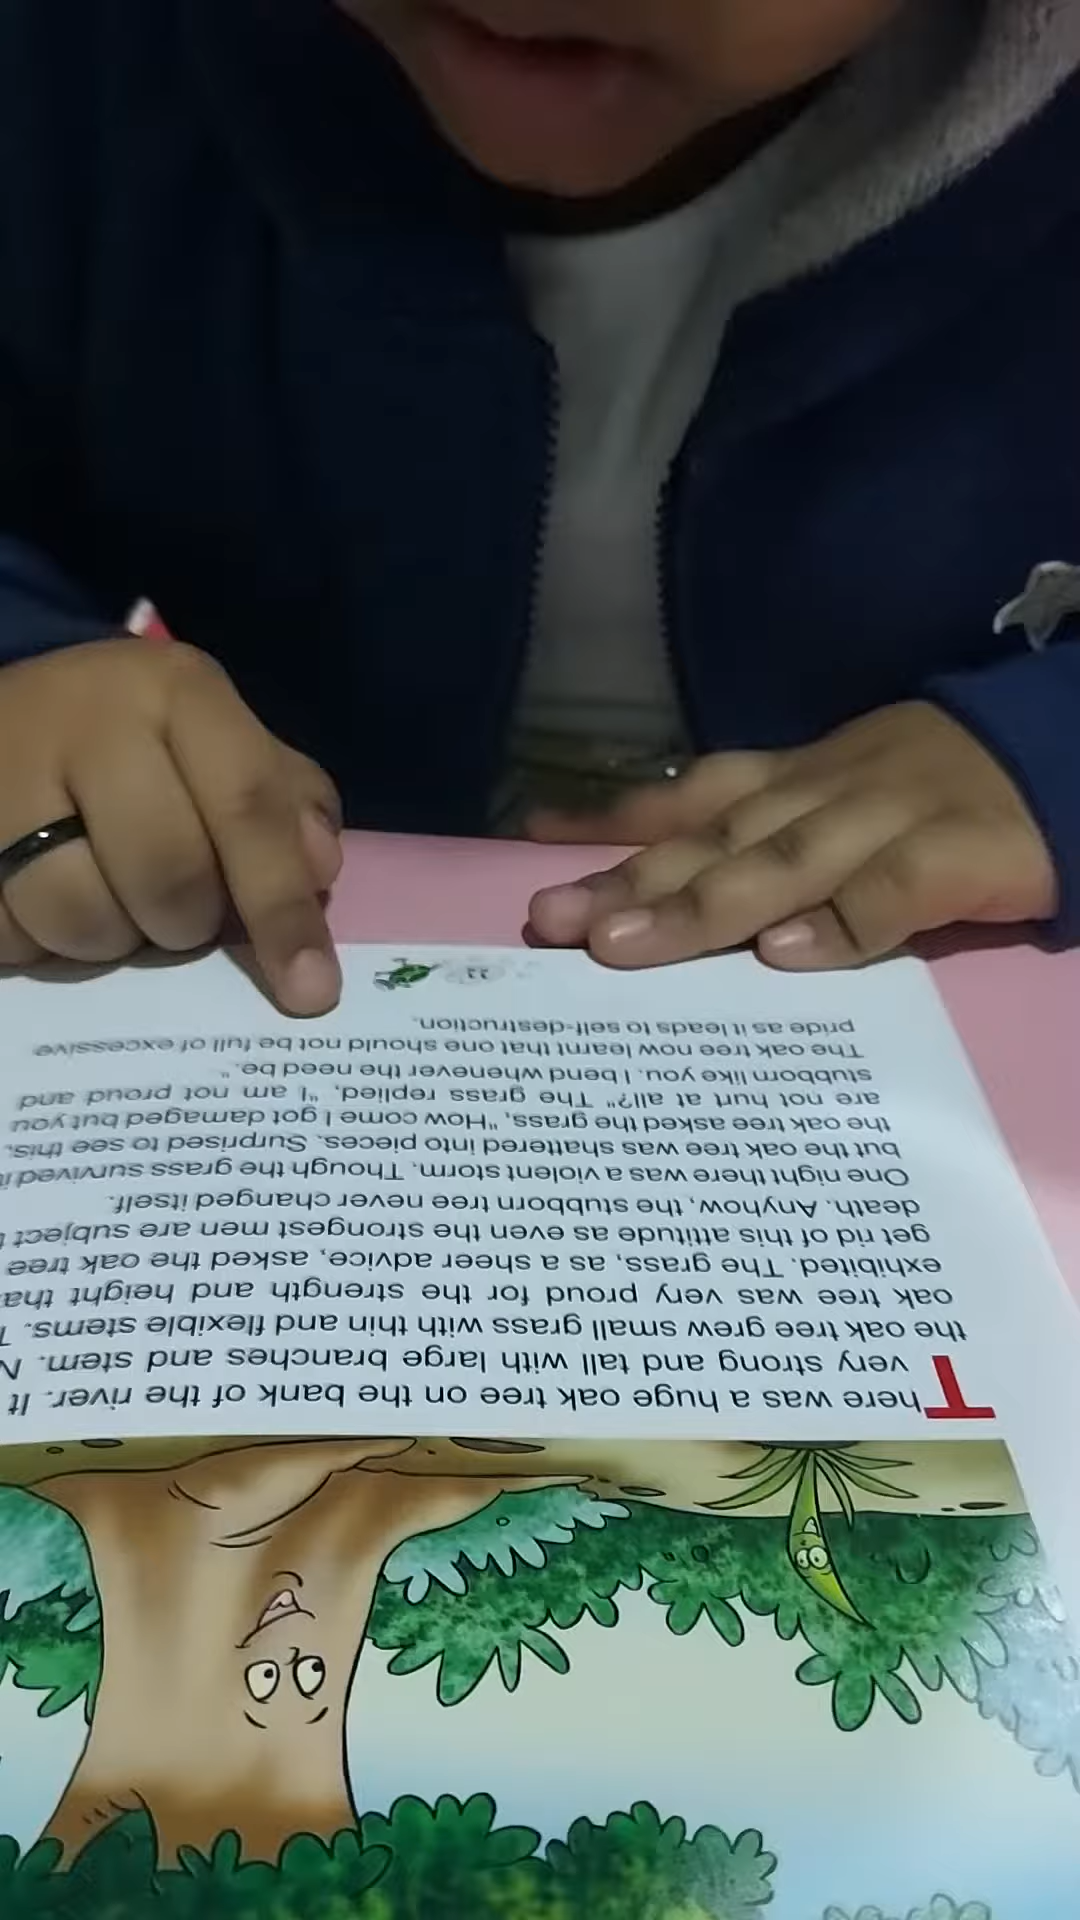 There was a huge oak tree on the bank of the river. It
very strong and tall with large branches and stem.
the oak tree grew small grass with thin and flexible stems.
oak tree was very proud for the strength and height
exhibited. The grass, as a sheer advice, asked the oak tree
get rid of this attitude as even the strongest men are subject
death. Anyhow, the stubborn tree never changed itself.
One night there was a violent storm. Though the grass survived
but the oak tree was shattered into pieces. Surprised to see this,
the oak tree asked the grass, "How come I got damaged but you
are not hurt at all?" The grass replied, "I am not proud and
stubborn like you. I bend whenever the need be."
The oak tree now learnt that one should not be full of excessive
pride as it leads to self-destruction.